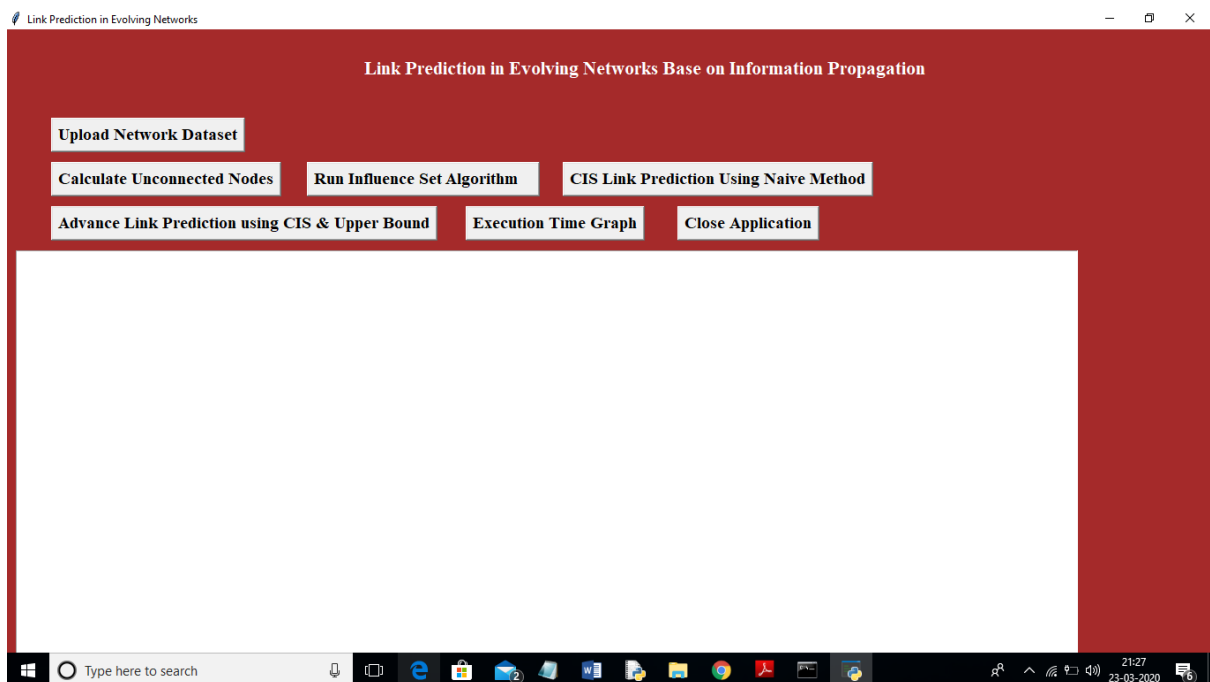 Link Prediction in Evolving Networks
Link Prediction in Evolving Networks Base on Information Propagation
Upload Network Dataset
Calculate Unconnected Nodes
Run Influence Set Algorithm
CIS Link Prediction Using Naive Method
Advance Link Prediction using CIS & Upper Bound
Execution Time Graph
Close Application
Type here to search
2
21:27
23-03-2020
6